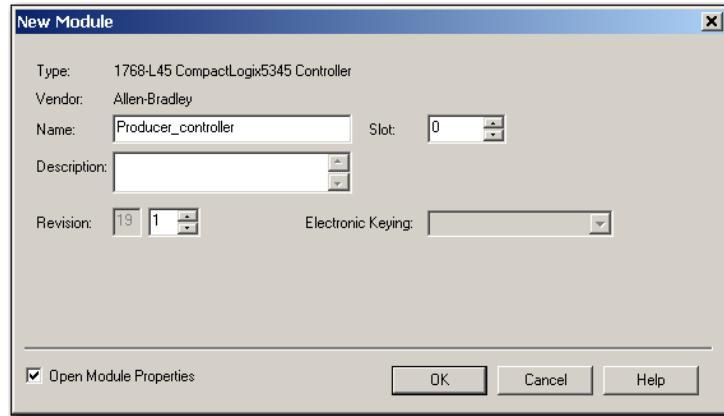 New Module
Type: 1768-L45 CompactLogix5345 Controller
Vendor: Allen-Bradley
Name: Producer_controller Slot: 0
Description:
Revision: 19 1 Electronic Keying:
Open Module Properties OK Cancel Help